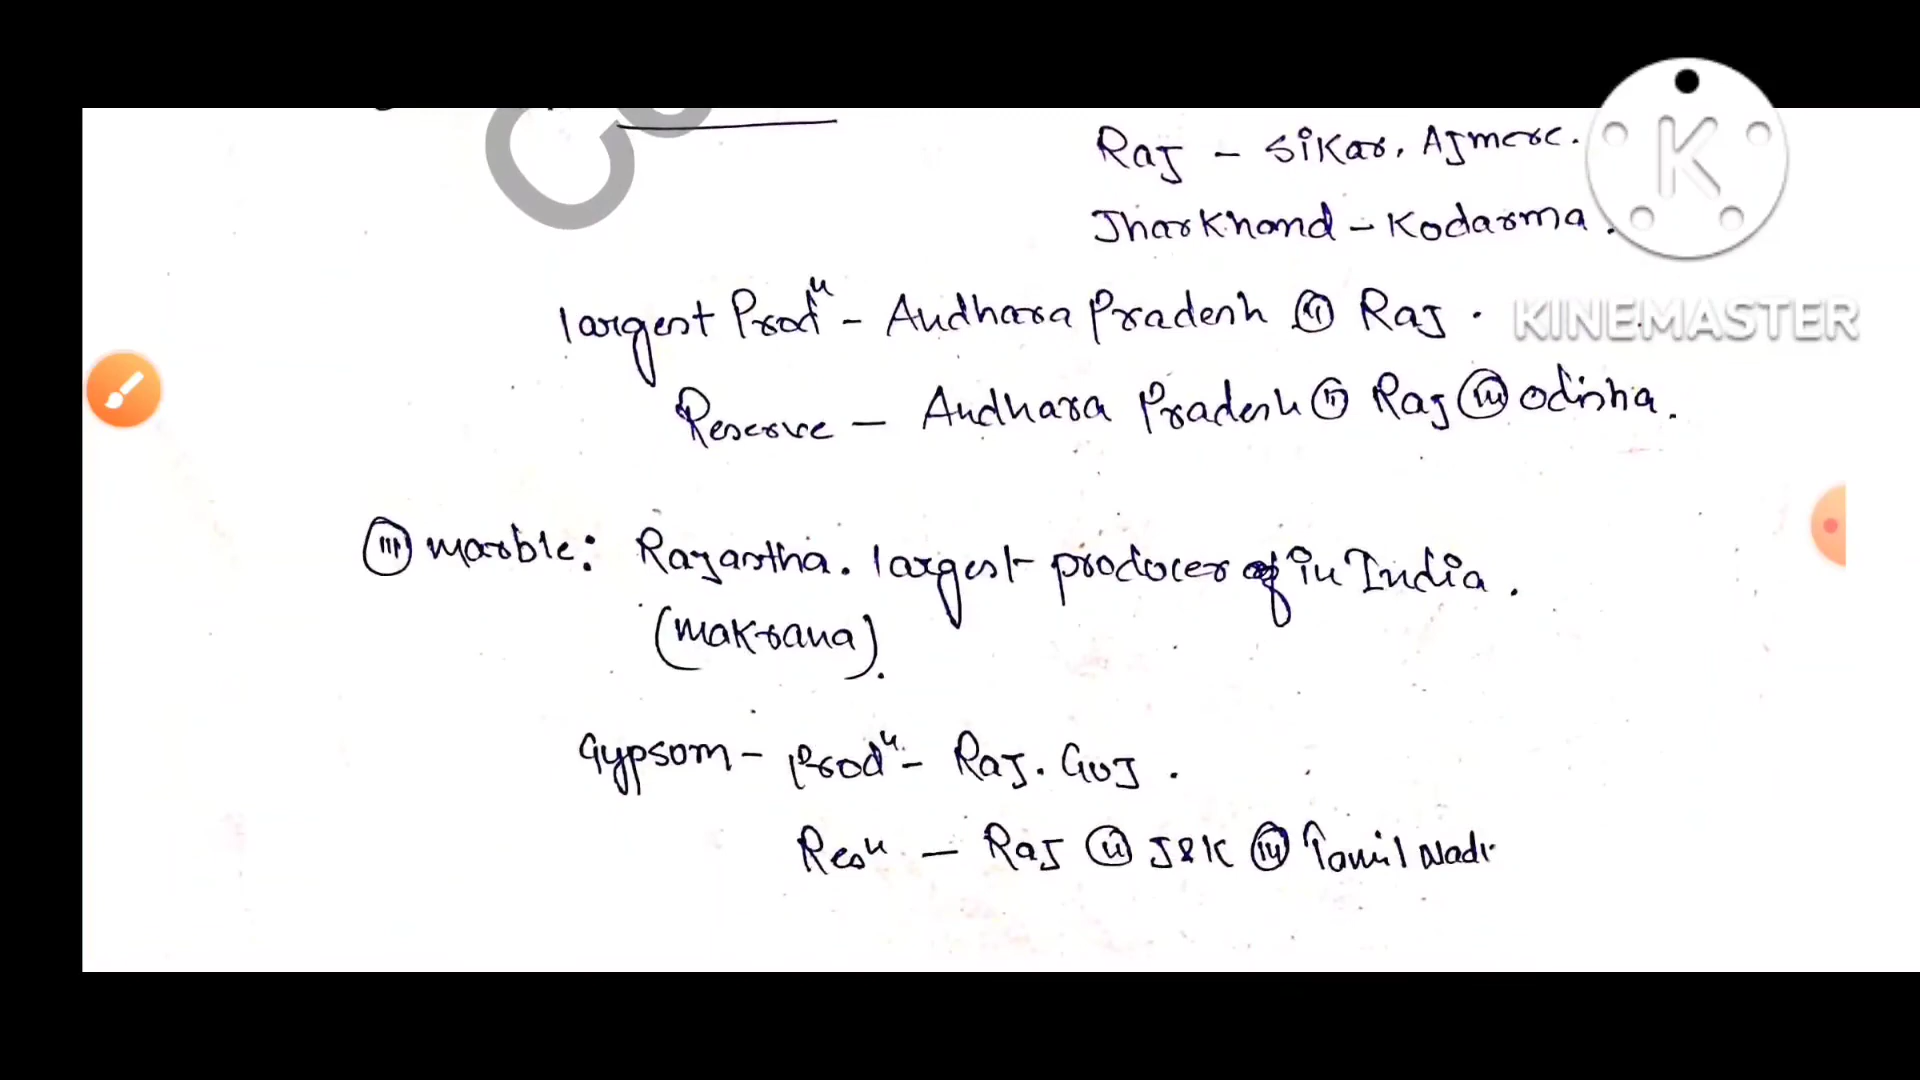 Raj - Sikar, Ajmere.
Jharkhand - Kodarma.
largest Prodⁿ - Andhara Pradesh (ii) Raj.
Reserve - Andhara Pradesh (ii) Raj (iii) Odisha.
(iii) marble: Rajastha. largest producer of in India.
(makrana).
Gypsom - Prodⁿ - Raj. Guj.
Resⁿ - Raj (ii) J&K (iii) Tamil Nadu
K
KINEMASTER